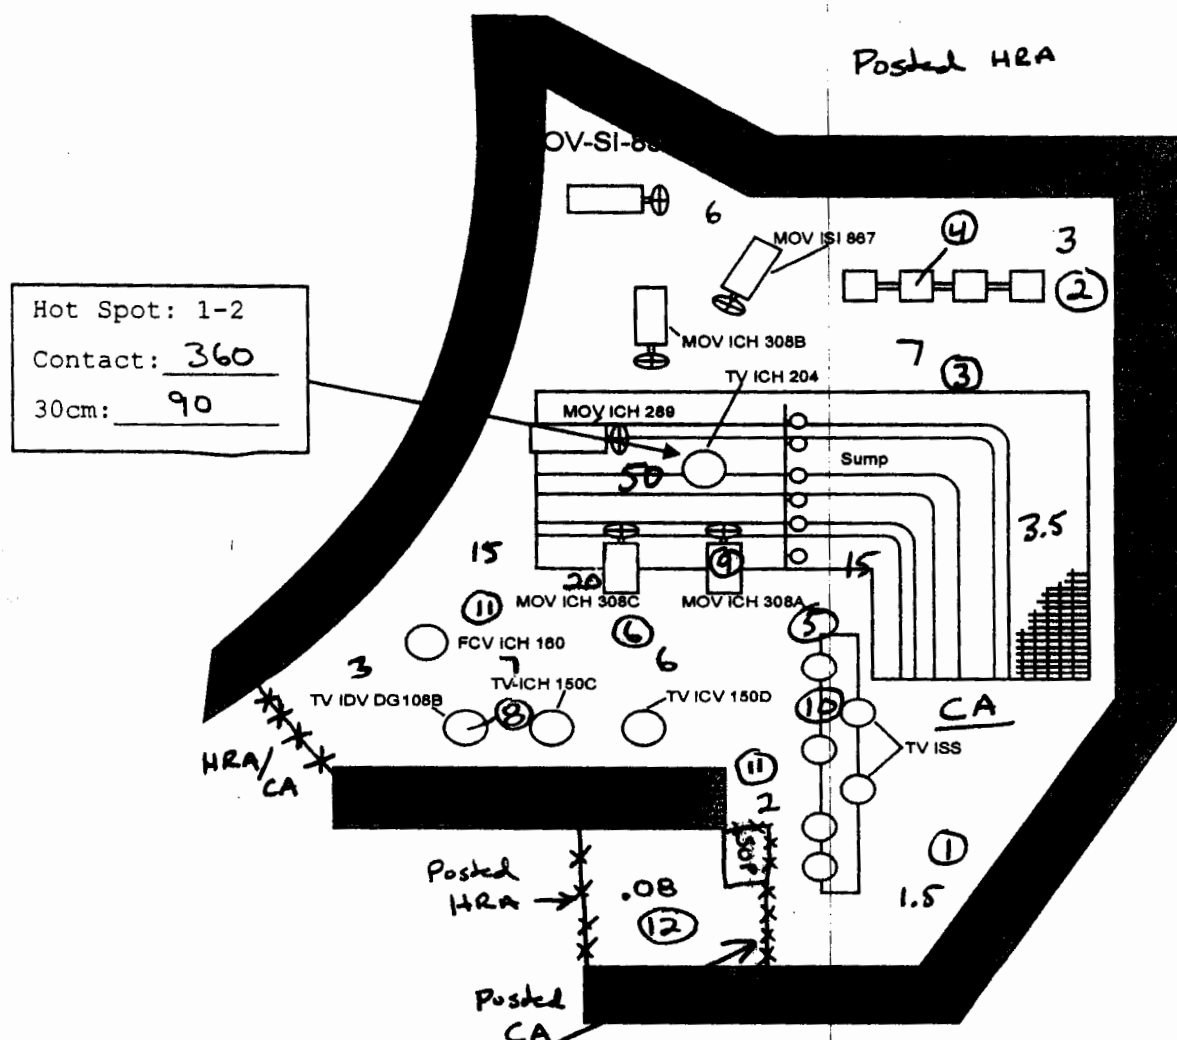 Posted HRA
OV-SI-8
6
MOV ISI 867
4
3
2
Hot Spot: 1-2
Contact: 360
30cm: 90
MOV ICH 308B
7
3
TV ICH 204
MOV ICH 289
Sump
50
3.5
15
20
9
15
MOV ICH 308C
MOV ICH 308A
11
6
5
FCV ICH 160
3
7
6
TV-ICH 150C
TV IDV DG108B
8
TV ICV 150D
10
CA
TV ISS
HRA/
CA
11
2
SOP
1
Posted
HRA
.08
1.5
12
Posted
CA